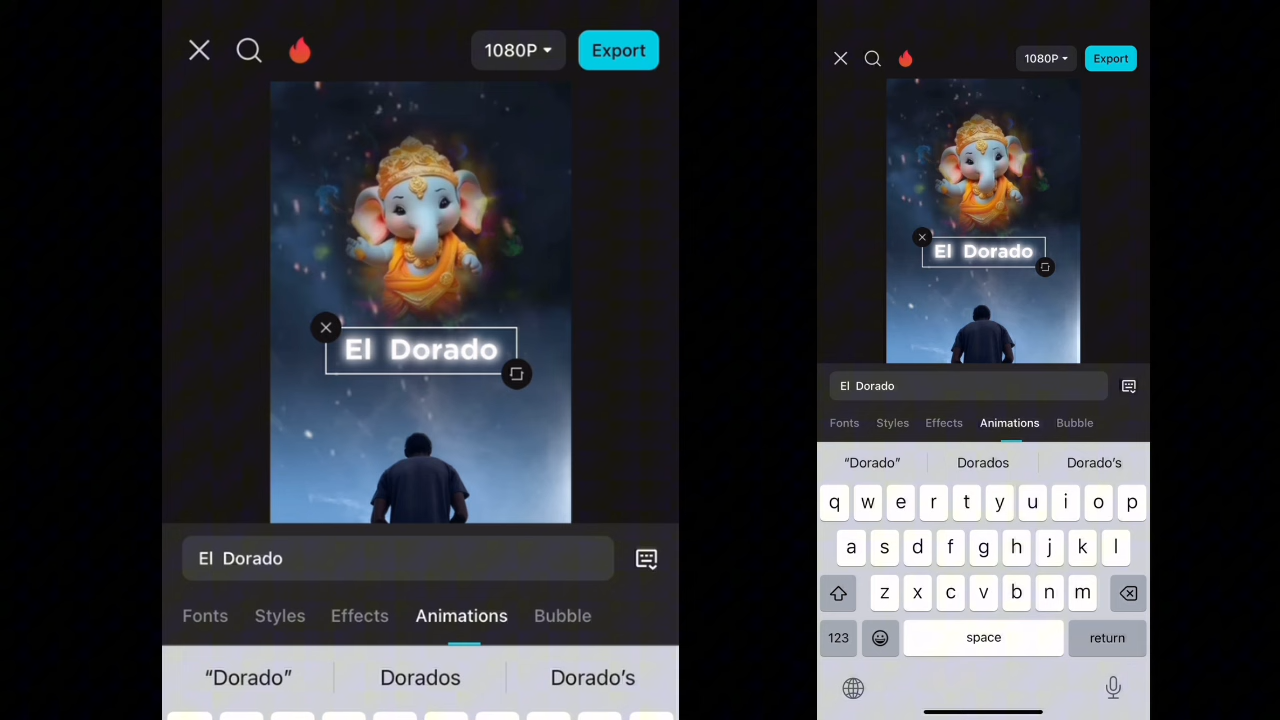 1080P Export
El Dorado
El Dorado
Fonts Styles Effects Animations Bubble
“Dorado” Dorados Dorado’s
1080P Export
El Dorado
El Dorado
Fonts Styles Effects Animations Bubble
“Dorado” Dorados Dorado’s
q w e r t y u i o p
a s d f g h j k l
z x c v b n m
123 space return